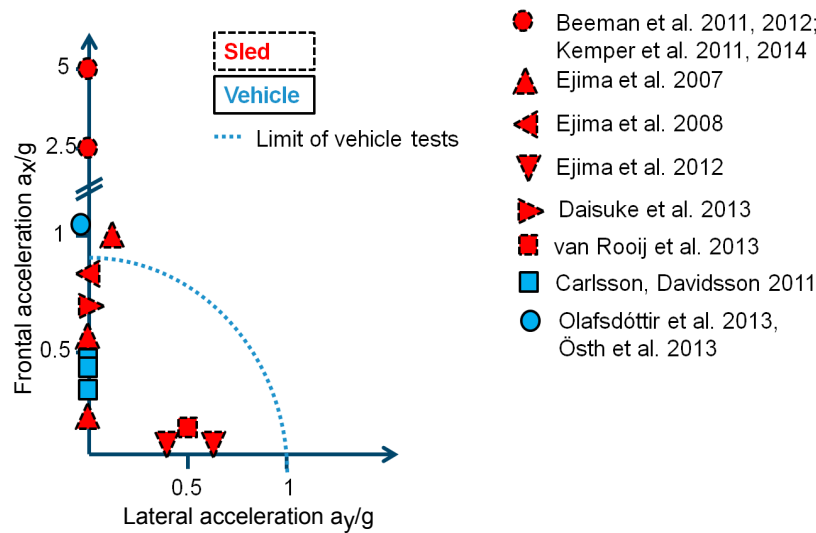 Sled
Vehicle
Limit of vehicle tests
5
2.5
1
0.5
Frontal acceleration ax/g
0.5
1
Lateral acceleration ay/g
Beeman et al. 2011, 2012;
Kemper et al. 2011, 2014
Ejima et al. 2007
Ejima et al. 2008
Ejima et al. 2012
Daisuke et al. 2013
van Rooij et al. 2013
Carlsson, Davidsson 2011
Olafsdóttir et al. 2013,
Östh et al. 2013